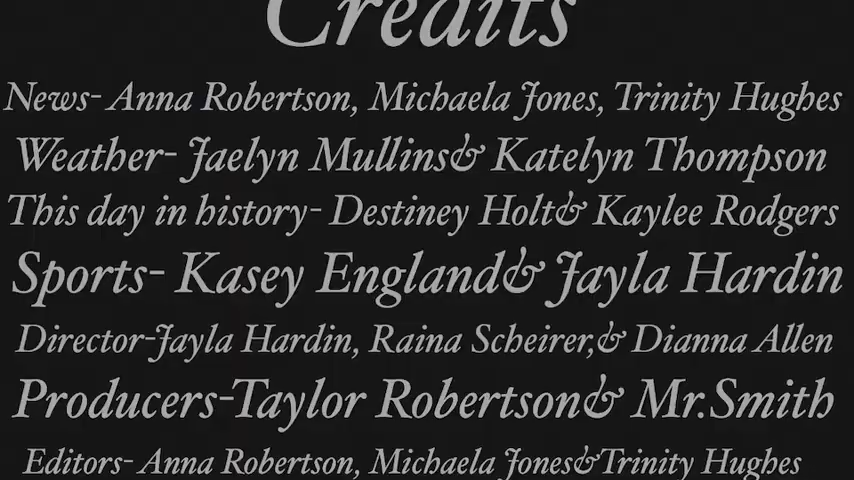 Credits
News- Anna Robertson, Michaela Jones, Trinity Hughes
Weather- Jaelyn Mullins& Katelyn Thompson
This day in history- Destiney Holt& Kaylee Rodgers
Sports- Kasey England& Jayla Hardin
Director-Jayla Hardin, Raina Scheirer,& Dianna Allen
Producers-Taylor Robertson& Mr.Smith
Editors- Anna Robertson, Michaela Jones&Trinity Hughes